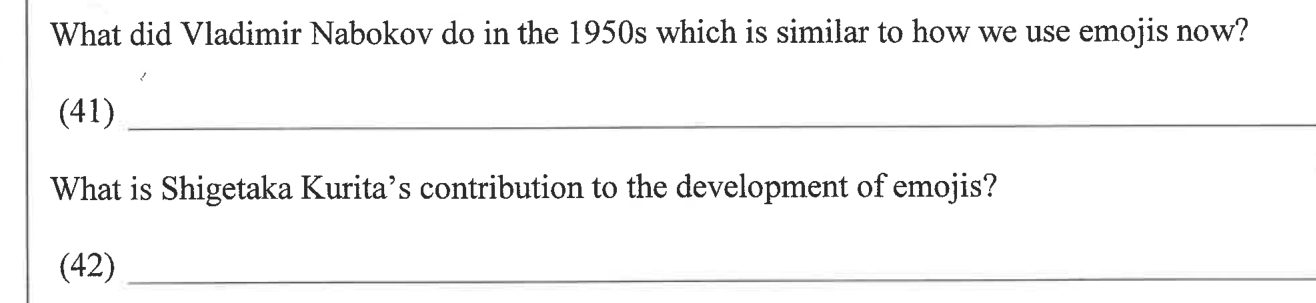 What did Vladimir Nabokov do in the 1950s which is similar to how we use emojis now?
(41)
What is Shigetaka Kurita's contribution to the development of emojis?
(42)